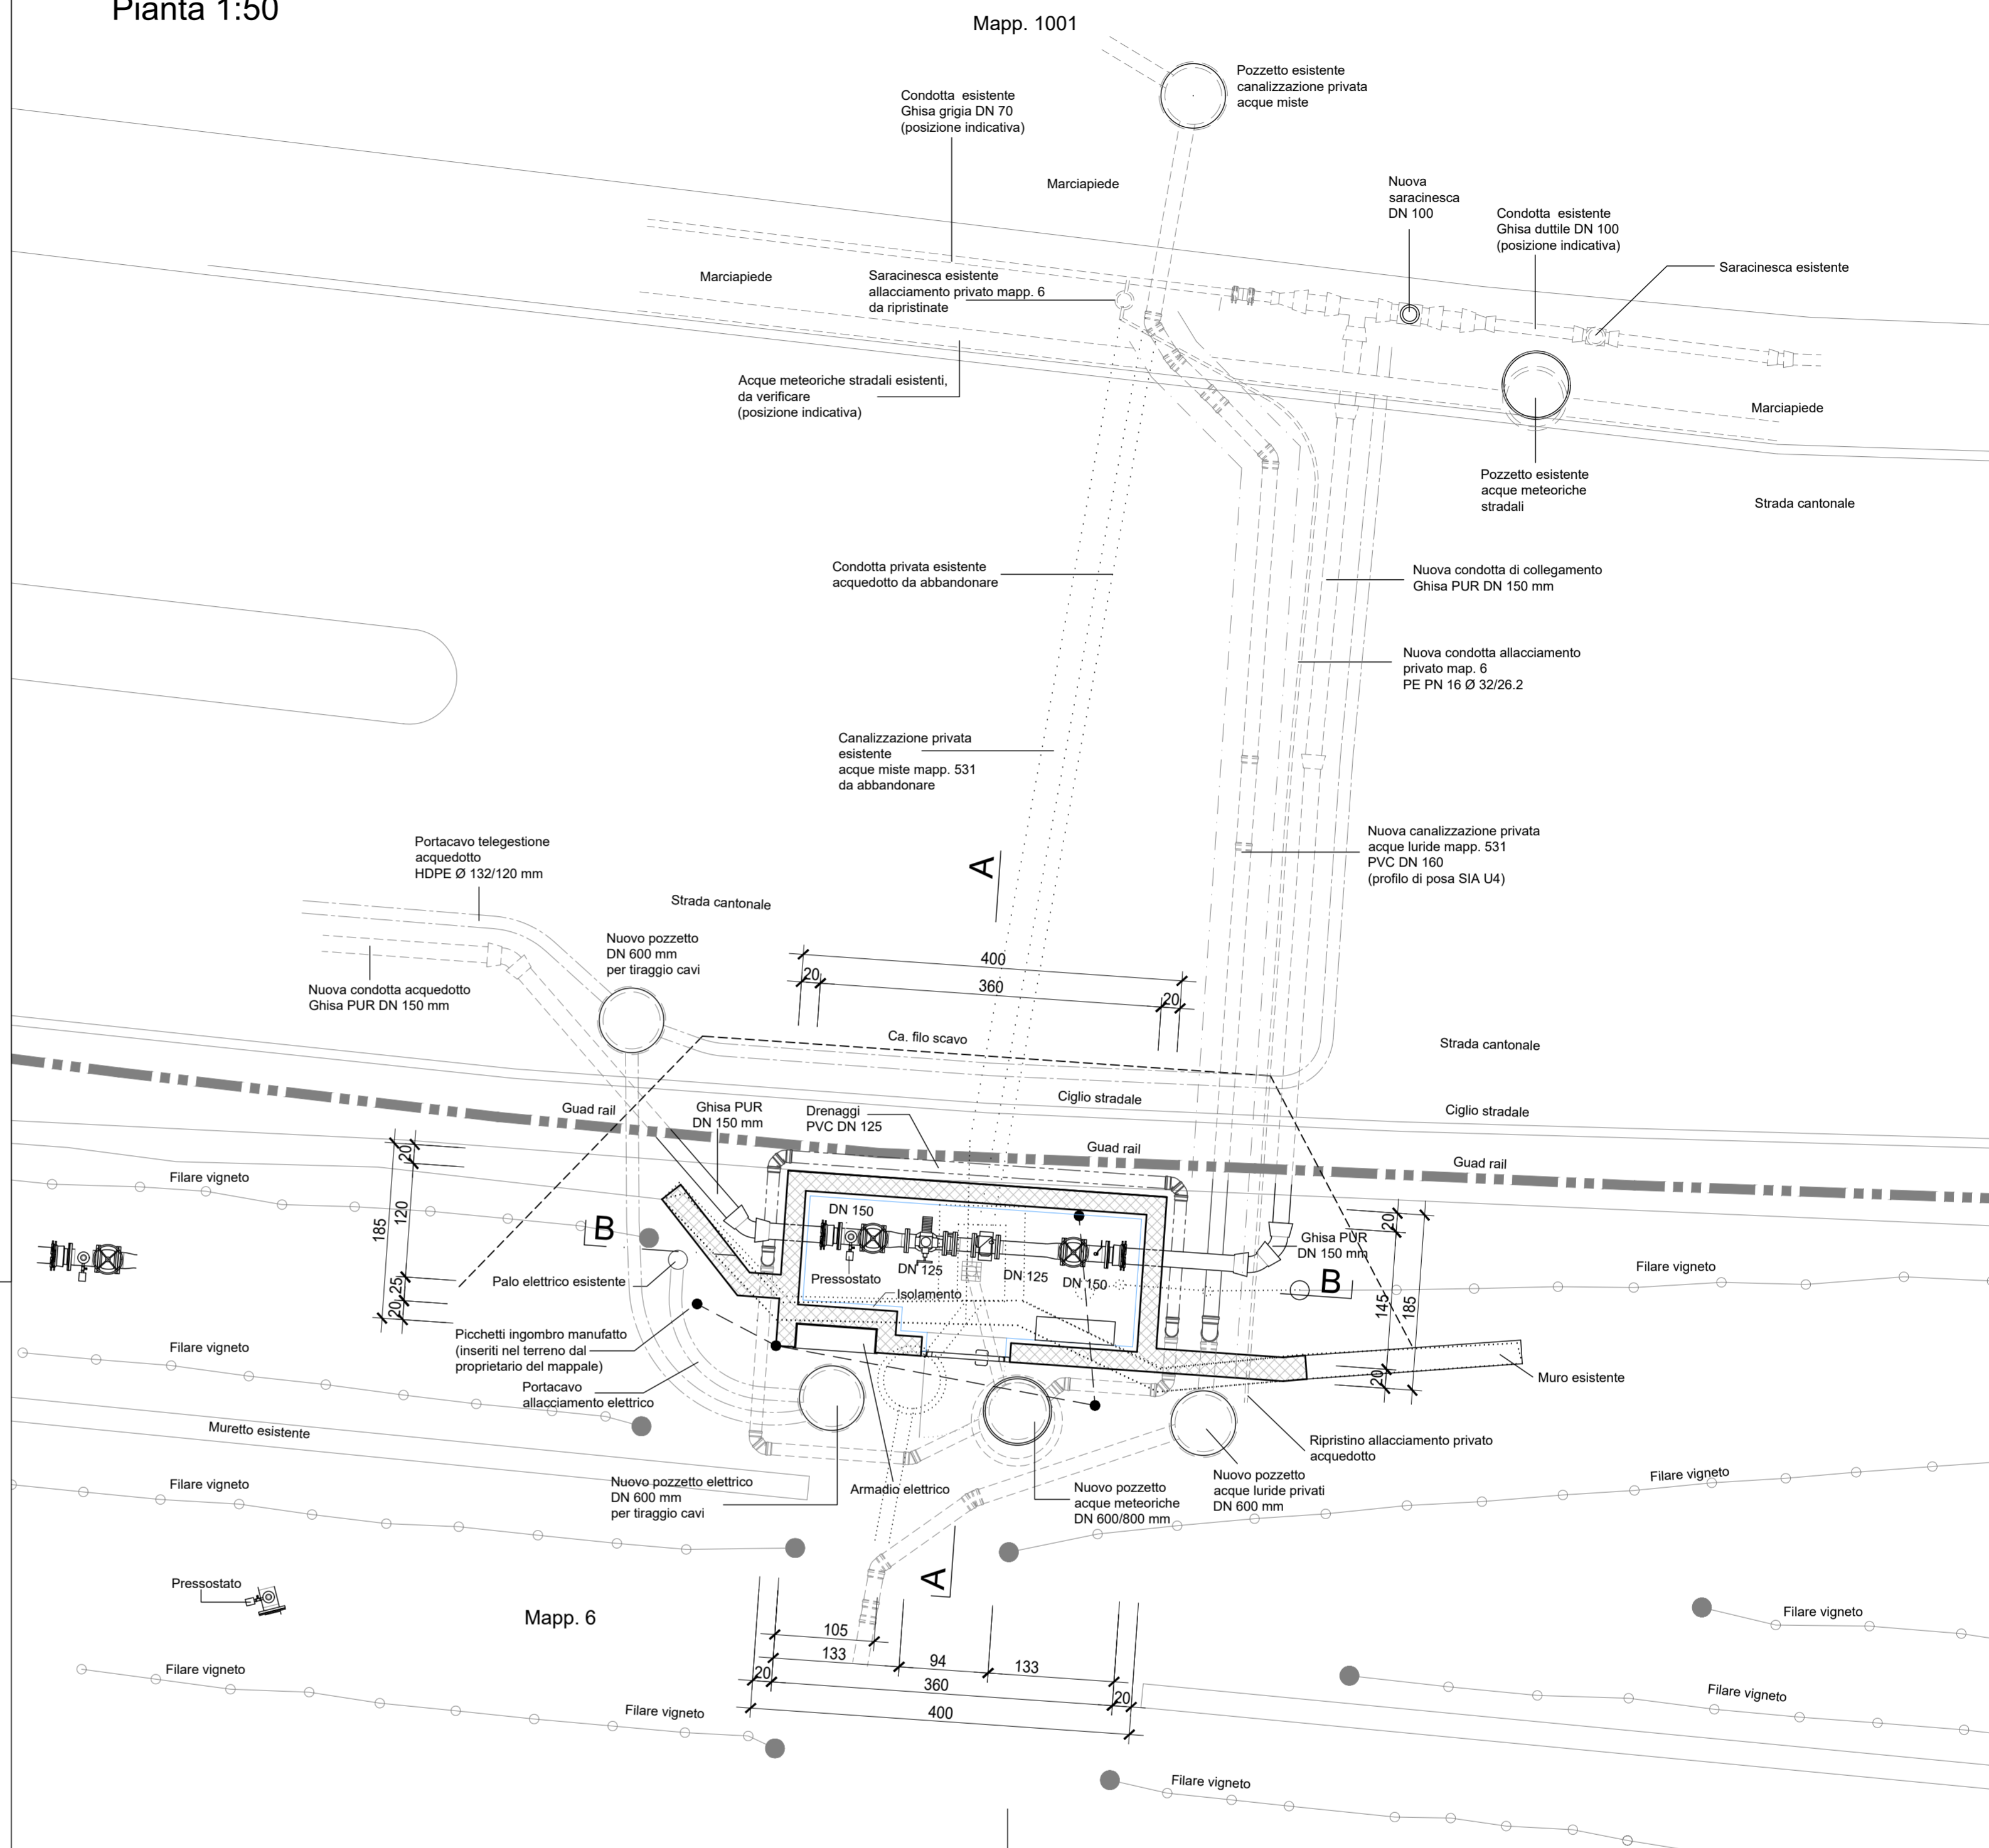 Pianta 1:50
Mapp. 1001
Pozzetto esistente
canalizzazione privata
acque miste
Condotta esistente
Ghisa grigia DN 70
(posizione indicativa)
Marciapiede
Nuova
saracinesca
DN 100
Condotta esistente
Ghisa duttile DN 100
(posizione indicativa)
Saracinesca esistente
Marciapiede
Saracinesca esistente
allacciamento privato mapp. 6
da ripristinate
Acque meteoriche stradali esistenti,
da verificare
(posizione indicativa)
Marciapiede
Pozzetto esistente
acque meteoriche
stradali
Strada cantonale
Condotta privata esistente
acquedotto da abbandonare
Nuova condotta di collegamento
Ghisa PUR DN 150 mm
Nuova condotta allacciamento
privato map. 6
PE PN 16 Ø 32/26.2
Canalizzazione privata
esistente
acque miste mapp. 531
da abbandonare
Nuova canalizzazione privata
acque luride mapp. 531
PVC DN 160
(profilo di posa SIA U4)
Portacavo telegestione
acquedotto
HDPE Ø 132/120 mm
A
Strada cantonale
Nuovo pozzetto
DN 600 mm
per tiraggio cavi
400
20
360
20
Nuova condotta acquedotto
Ghisa PUR DN 150 mm
Ca. filo scavo
Strada cantonale
Ciglio stradale
Ciglio stradale
Guad rail
Ghisa PUR
DN 150 mm
Drenaggi
PVC DN 125
Guad rail
Guad rail
20
120
185
25
20
Filare vigneto
B
DN 150
Pressostato
DN 125
DN 125
DN 150
Isolamento
Ghisa PUR
DN 150 mm
B
20
145
185
20
Filare vigneto
Palo elettrico esistente
Picchetti ingombro manufatto
(inseriti nel terreno dal
proprietario del mappale)
Filare vigneto
Portacavo
allacciamento elettrico
Muro esistente
Muretto esistente
Ripristino allacciamento privato
acquedotto
Filare vigneto
Nuovo pozzetto elettrico
DN 600 mm
per tiraggio cavi
Armadio elettrico
Nuovo pozzetto
acque meteoriche
DN 600/800 mm
Nuovo pozzetto
acque luride privati
DN 600 mm
Filare vigneto
A
Pressostato
Mapp. 6
Filare vigneto
105
133
94
133
20
360
20
400
Filare vigneto
Filare vigneto
Filare vigneto
Filare vigneto